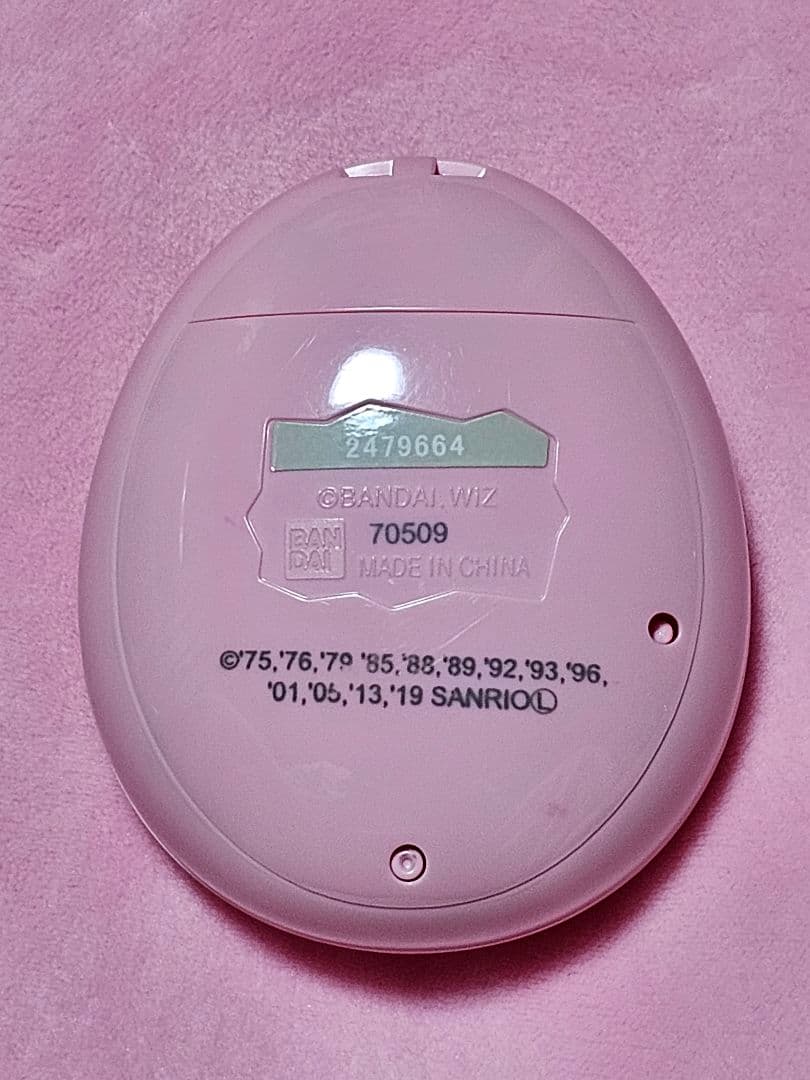 2479664
©BANDAI, WIZ
BAN
DAI
70509
MADE IN CHINA
©'75,'76,'79 '85,'88,'89,'92,'93,'96,
'01,'05,'13,'19 SANRIOⓁ